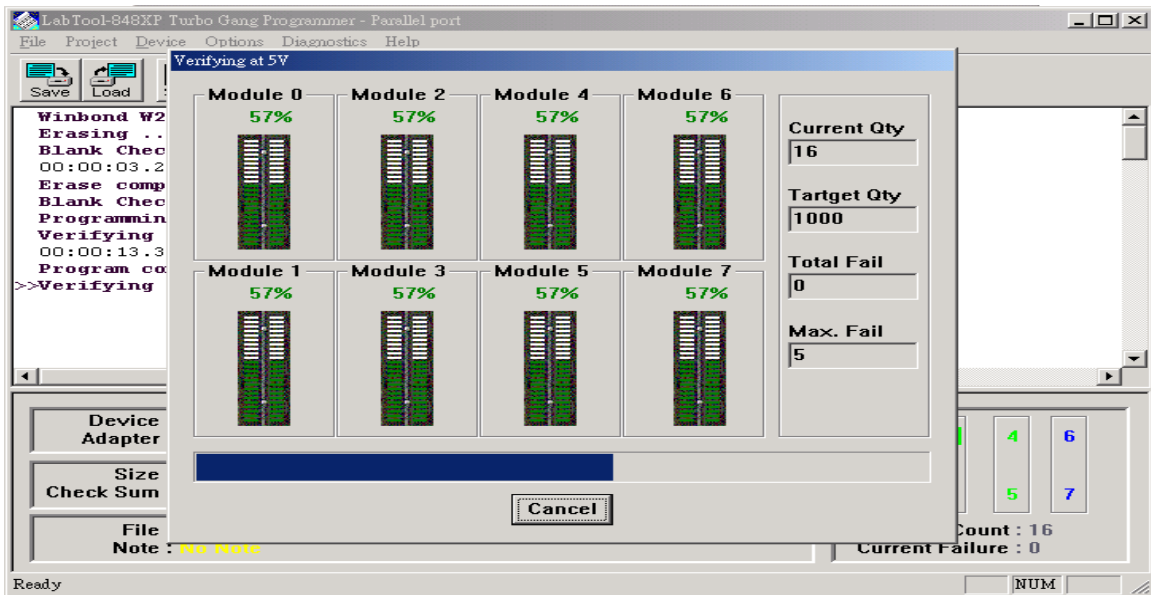 LabTool-848XP Turbo Gang Programmer - Parallel port
File Project Device Options Diagnostics Help
Verifying at 5V
Save Load
Winbond W2
Erasing ..
Blank Chec
00:00:03.2
Erase comp
Blank Chec
Programmin
Verifying
00:00:13.3
Program co
>>Verifying
Module 0 Module 2 Module 4 Module 6
57% 57% 57% 57%
Module 1 Module 3 Module 5 Module 7
57% 57% 57% 57%
Current Qty
16
Tartget Qty
1000
Total Fail
0
Max. Fail
5
Cancel
Device
Adapter
Size
Check Sum
File
Note : No Note
4 6
5 7
Count : 16
Current Failure : 0
Ready NUM